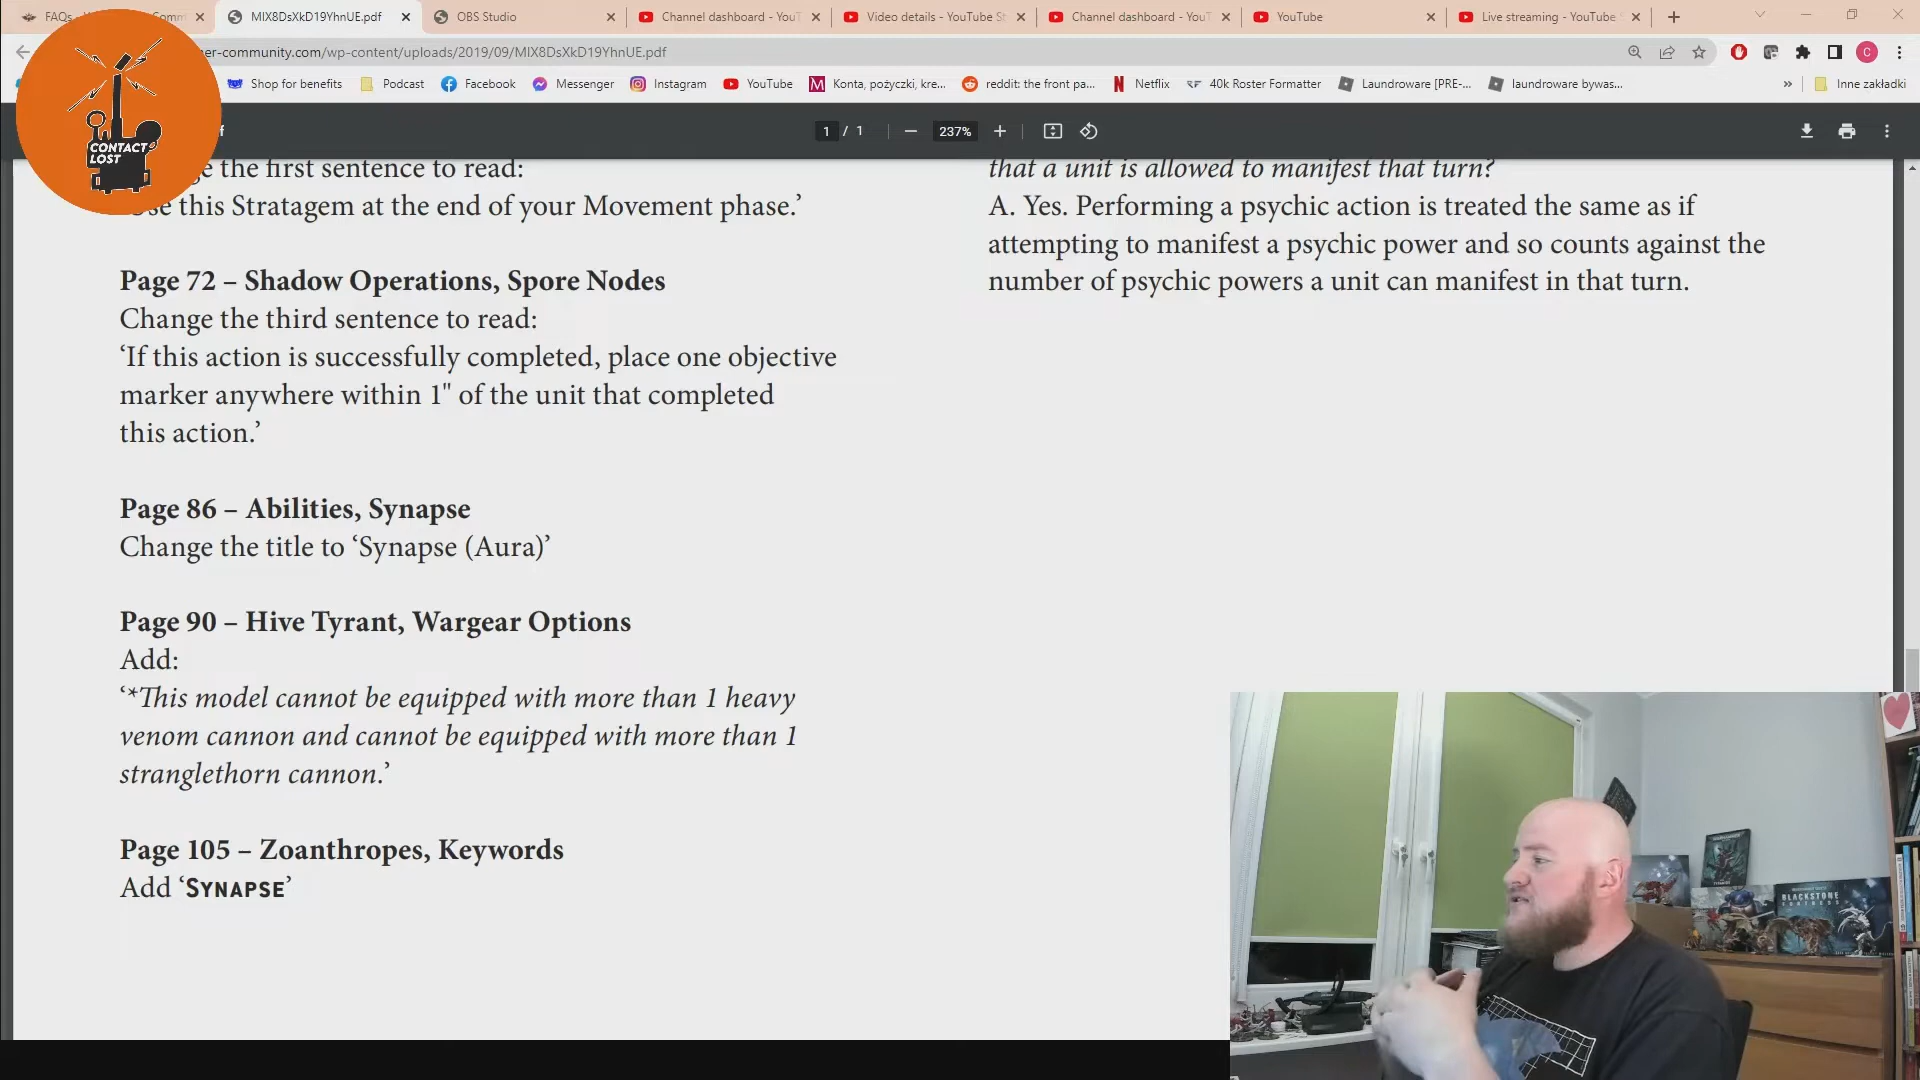 FAQs
MIX8DsXkD19YhnUE.pdf
OBS Studio
Channel dashboard - YouT
Video details - YouTube St
Channel dashboard - YouT
YouTube
Live streaming - YouTube
er-community.com/wp-content/uploads/2019/09/MIX8DsXkD19YhnUE.pdf
C
Shop for benefits
Podcast
Facebook
Messenger
Instagram
YouTube
Konta, pożyczki, kre...
reddit: the front pa...
Netflix
40k Roster Formatter
Laundroware [PRE-...
laundroware bywas...
»
Inne zakładki
CONTACT
LOST
1 / 1
237%
the first sentence to read:
this Stratagem at the end of your Movement phase.’
Page 72 – Shadow Operations, Spore Nodes
Change the third sentence to read:
‘If this action is successfully completed, place one objective
marker anywhere within 1" of the unit that completed
this action.’
Page 86 – Abilities, Synapse
Change the title to ‘Synapse (Aura)’
Page 90 – Hive Tyrant, Wargear Options
Add:
‘*This model cannot be equipped with more than 1 heavy
venom cannon and cannot be equipped with more than 1
stranglethorn cannon.’
Page 105 – Zoanthropes, Keywords
Add ‘SYNAPSE’
that a unit is allowed to manifest that turn?
A. Yes. Performing a psychic action is treated the same as if
attempting to manifest a psychic power and so counts against the
number of psychic powers a unit can manifest in that turn.
BLACKSTONE
FORTRESS